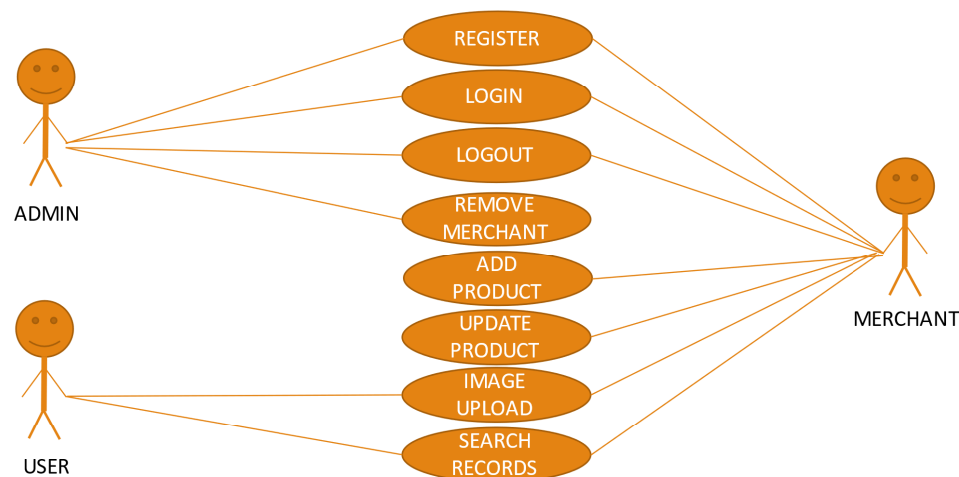 REGISTER
LOGIN
LOGOUT
REMOVE
MERCHANT
ADD
PRODUCT
UPDATE
PRODUCT
IMAGE
UPLOAD
SEARCH
RECORDS
ADMIN
USER
MERCHANT